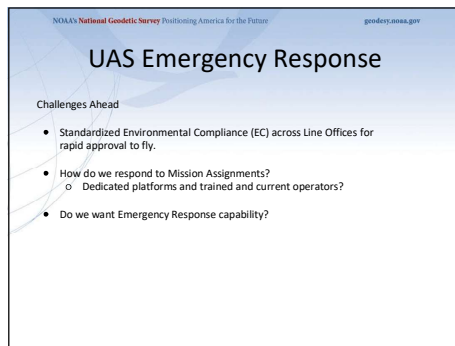 NOAA's National Geodetic Survey Positioning America for the Future geodesy.noaa.gov
UAS Emergency Response
Challenges Ahead
● Standardized Environmental Compliance (EC) across Line Offices for
rapid approval to fly.
● How do we respond to Mission Assignments?
○ Dedicated platforms and trained and current operators?
● Do we want Emergency Response capability?